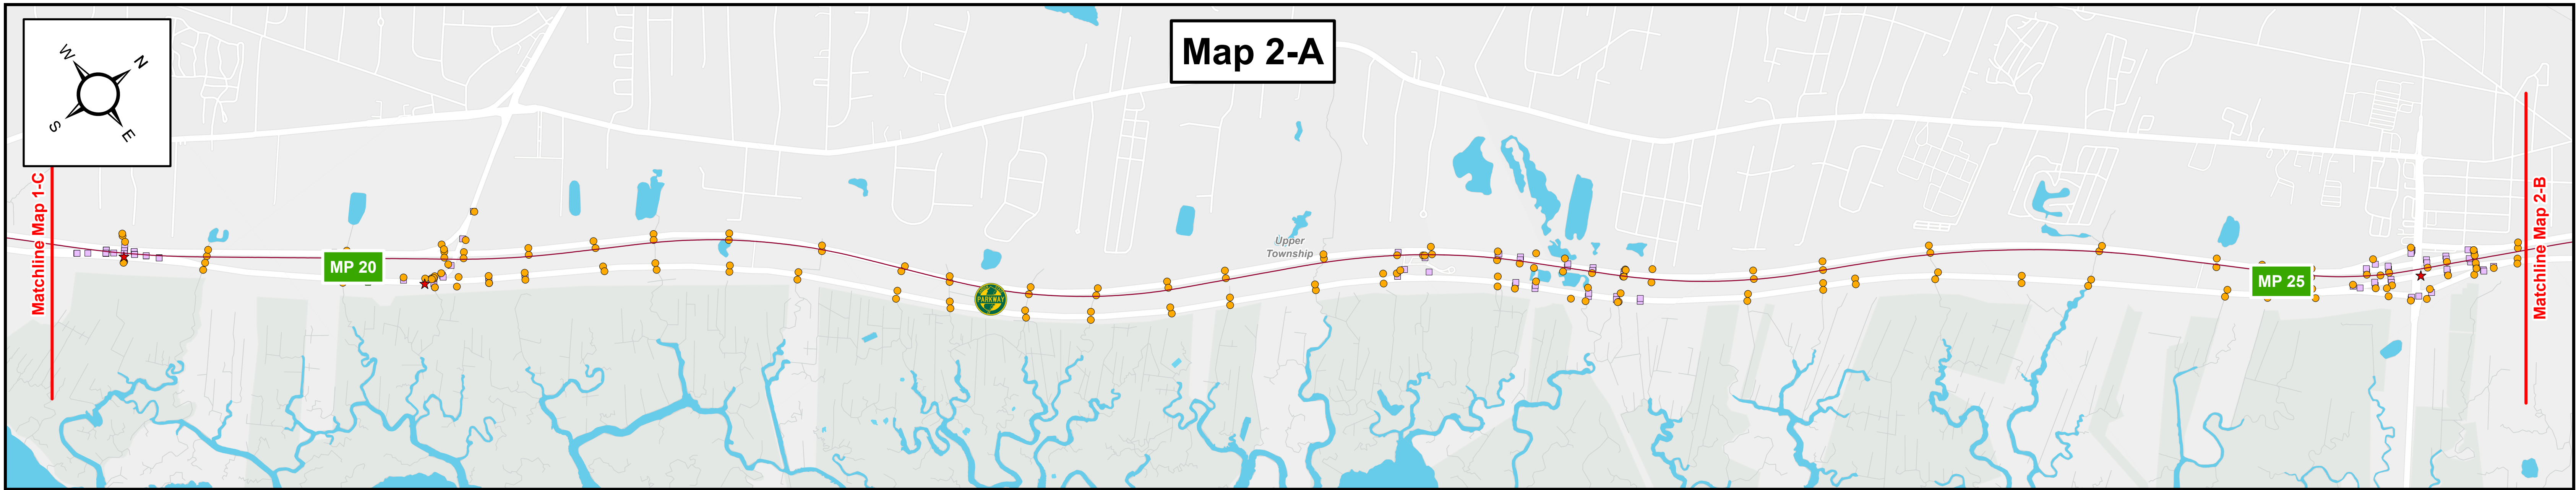 Map 2-A
W
N
S
E
Matchline Map 1-C
MP 20
PARKWAY
Upper
Township
MP 25
Matchline Map 2-B